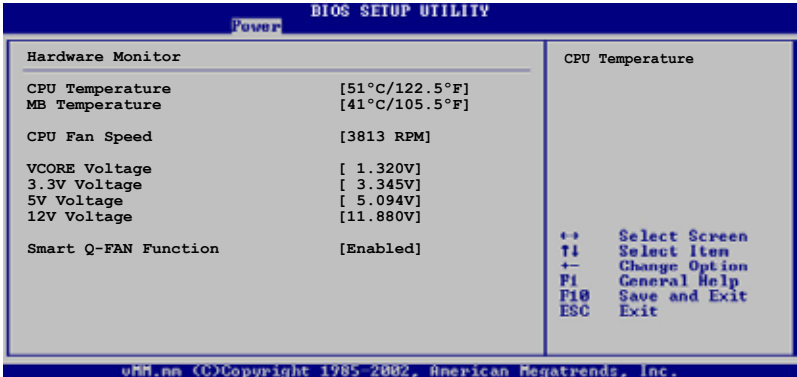 BIOS SETUP UTILITY
Power
Hardware Monitor
CPU Temperature [51°C/122.5°F]
MB Temperature [41°C/105.5°F]
CPU Fan Speed [3813 RPM]
VCORE Voltage [ 1.320V]
3.3V Voltage [ 3.345V]
5V Voltage [ 5.094V]
12V Voltage [11.880V]
Smart Q-FAN Function [Enabled]
CPU Temperature
↔ Select Screen
↑↓ Select Item
+- Change Option
F1 General Help
F10 Save and Exit
ESC Exit
vMM.mm (C)Copyright 1985-2002, American Megatrends, Inc.